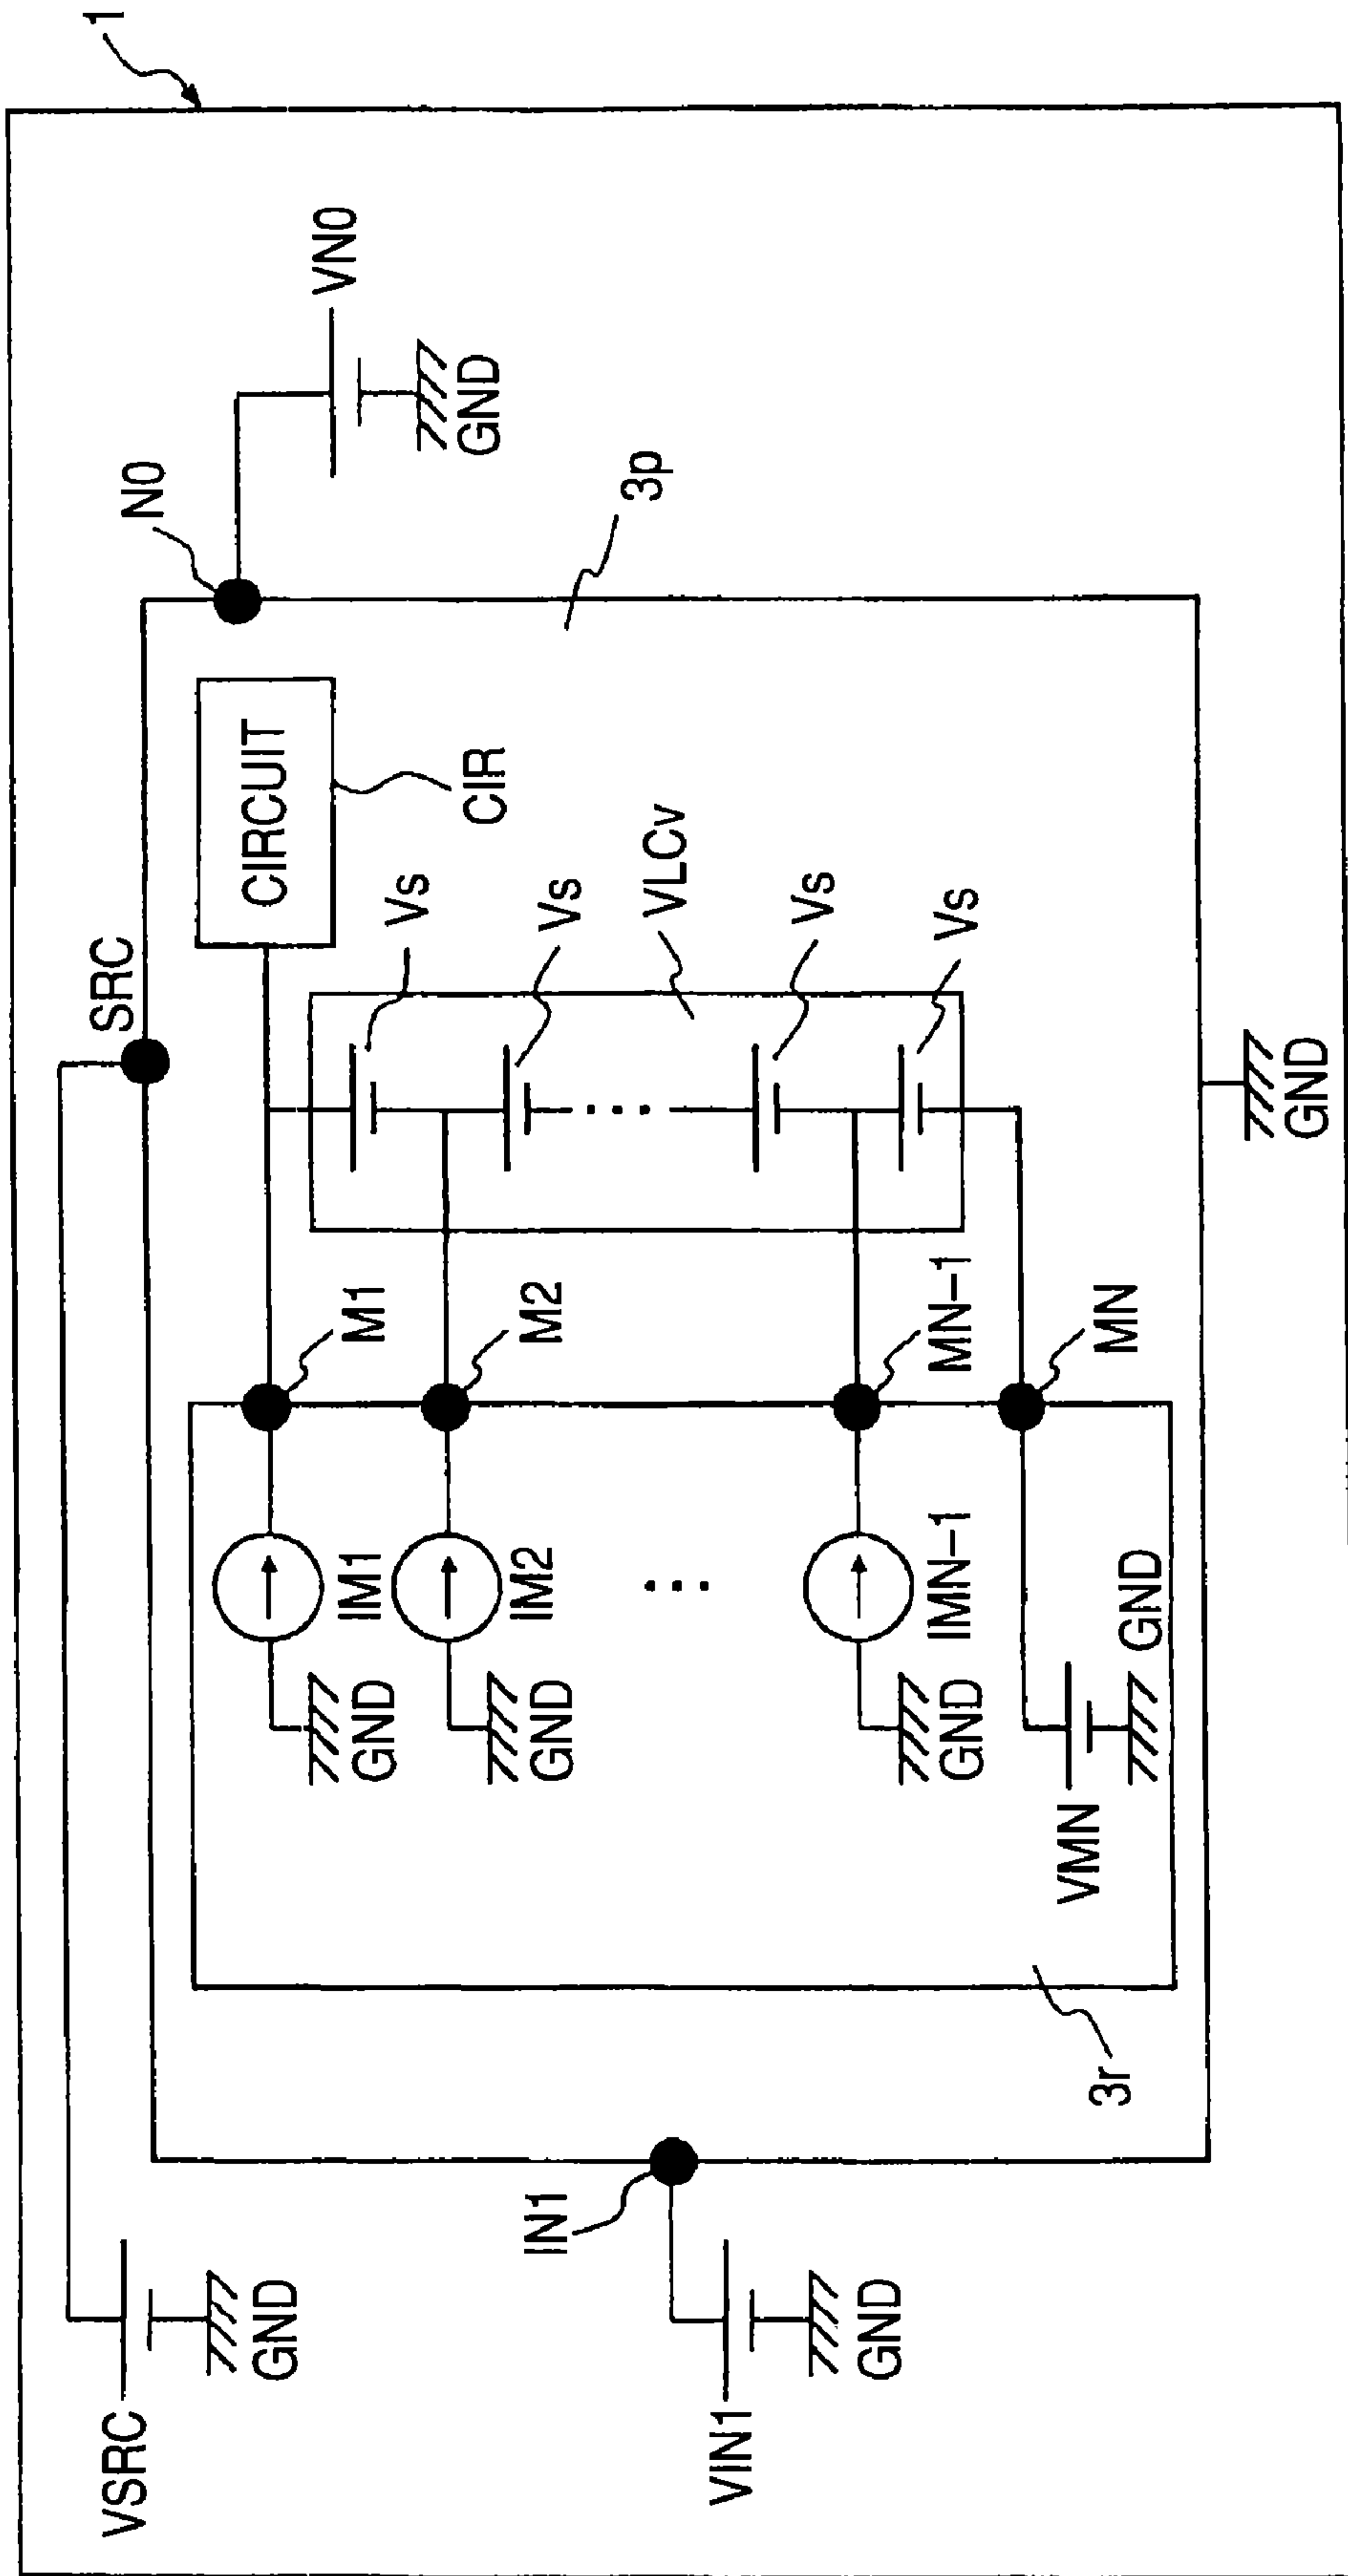 1
VSRC
GND
SRC
N0
VN0
GND
CIRCUIT
CIR
3p
IM1
GND
M1
Vs
IM2
GND
M2
Vs
VLCv
...
...
Vs
IMN-1
GND
MN-1
Vs
VMN
GND
MN
3r
IN1
VIN1
GND
GND